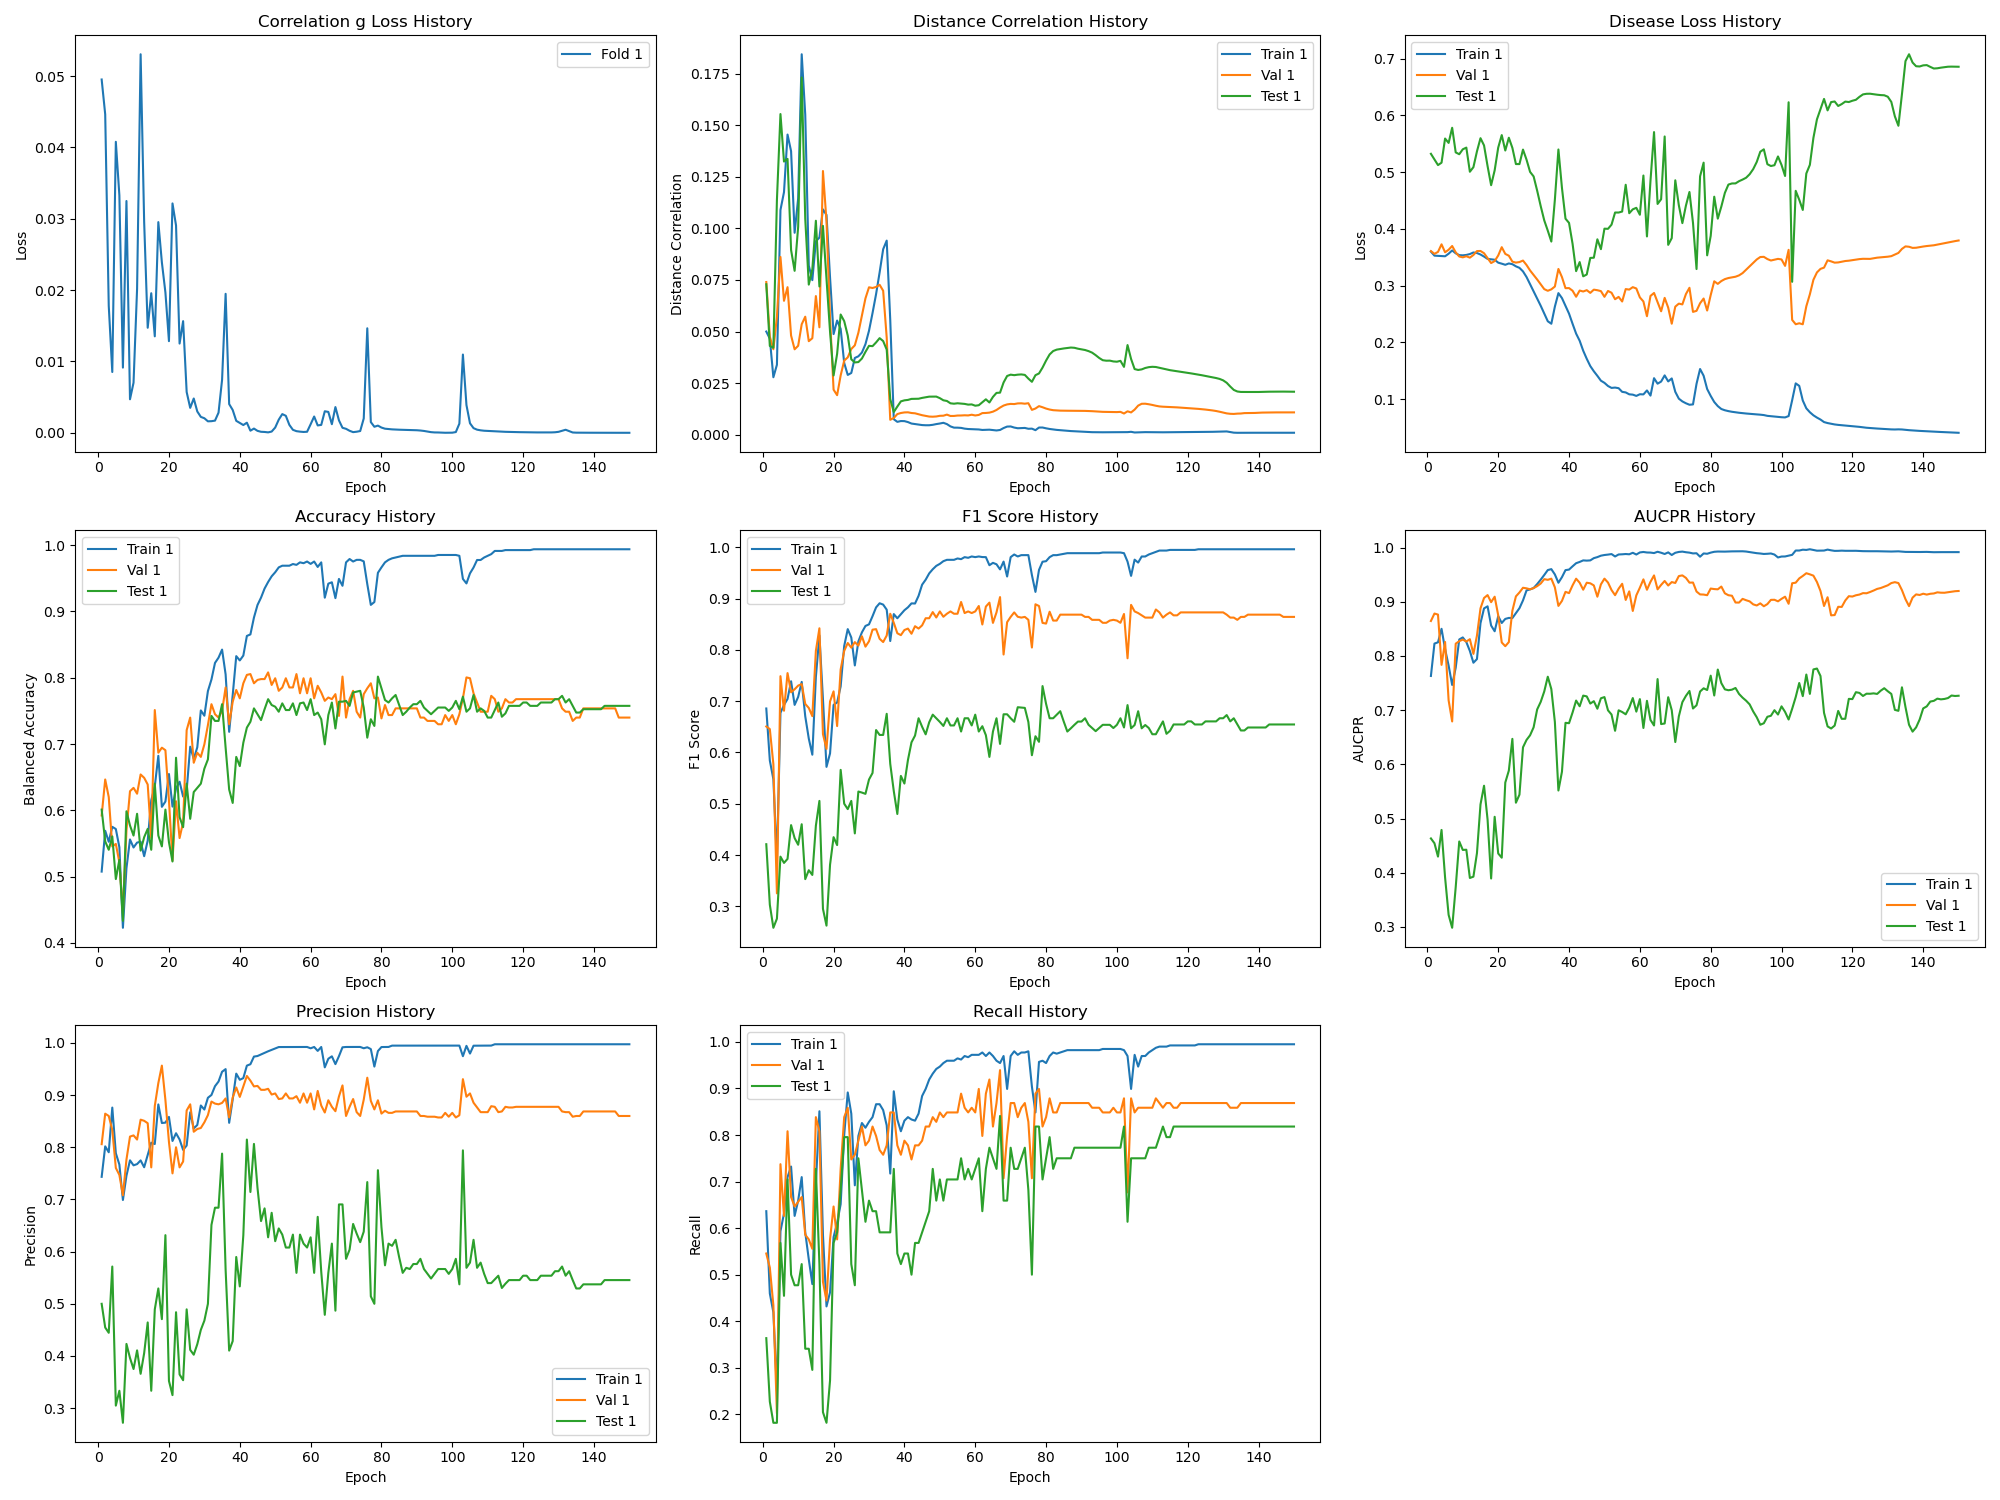 Correlation g Loss History
Loss
0.05
0.04
0.03
0.02
0.01
0.00
Fold 1
0 20 40 60 80 100 120 140
Epoch
Distance Correlation History
Distance Correlation
0.175
0.150
0.125
0.100
0.075
0.050
0.025
0.000
Train 1
Val 1
Test 1
0 20 40 60 80 100 120 140
Epoch
Disease Loss History
Loss
0.7
0.6
0.5
0.4
0.3
0.2
0.1
Train 1
Val 1
Test 1
0 20 40 60 80 100 120 140
Epoch
Accuracy History
Balanced Accuracy
1.0
0.9
0.8
0.7
0.6
0.5
0.4
Train 1
Val 1
Test 1
0 20 40 60 80 100 120 140
Epoch
F1 Score History
F1 Score
1.0
0.9
0.8
0.7
0.6
0.5
0.4
0.3
Train 1
Val 1
Test 1
0 20 40 60 80 100 120 140
Epoch
AUCPR History
AUCPR
1.0
0.9
0.8
0.7
0.6
0.5
0.4
0.3
Train 1
Val 1
Test 1
0 20 40 60 80 100 120 140
Epoch
Precision History
Precision
1.0
0.9
0.8
0.7
0.6
0.5
0.4
0.3
Train 1
Val 1
Test 1
0 20 40 60 80 100 120 140
Epoch
Recall History
Recall
1.0
0.9
0.8
0.7
0.6
0.5
0.4
0.3
0.2
Train 1
Val 1
Test 1
0 20 40 60 80 100 120 140
Epoch